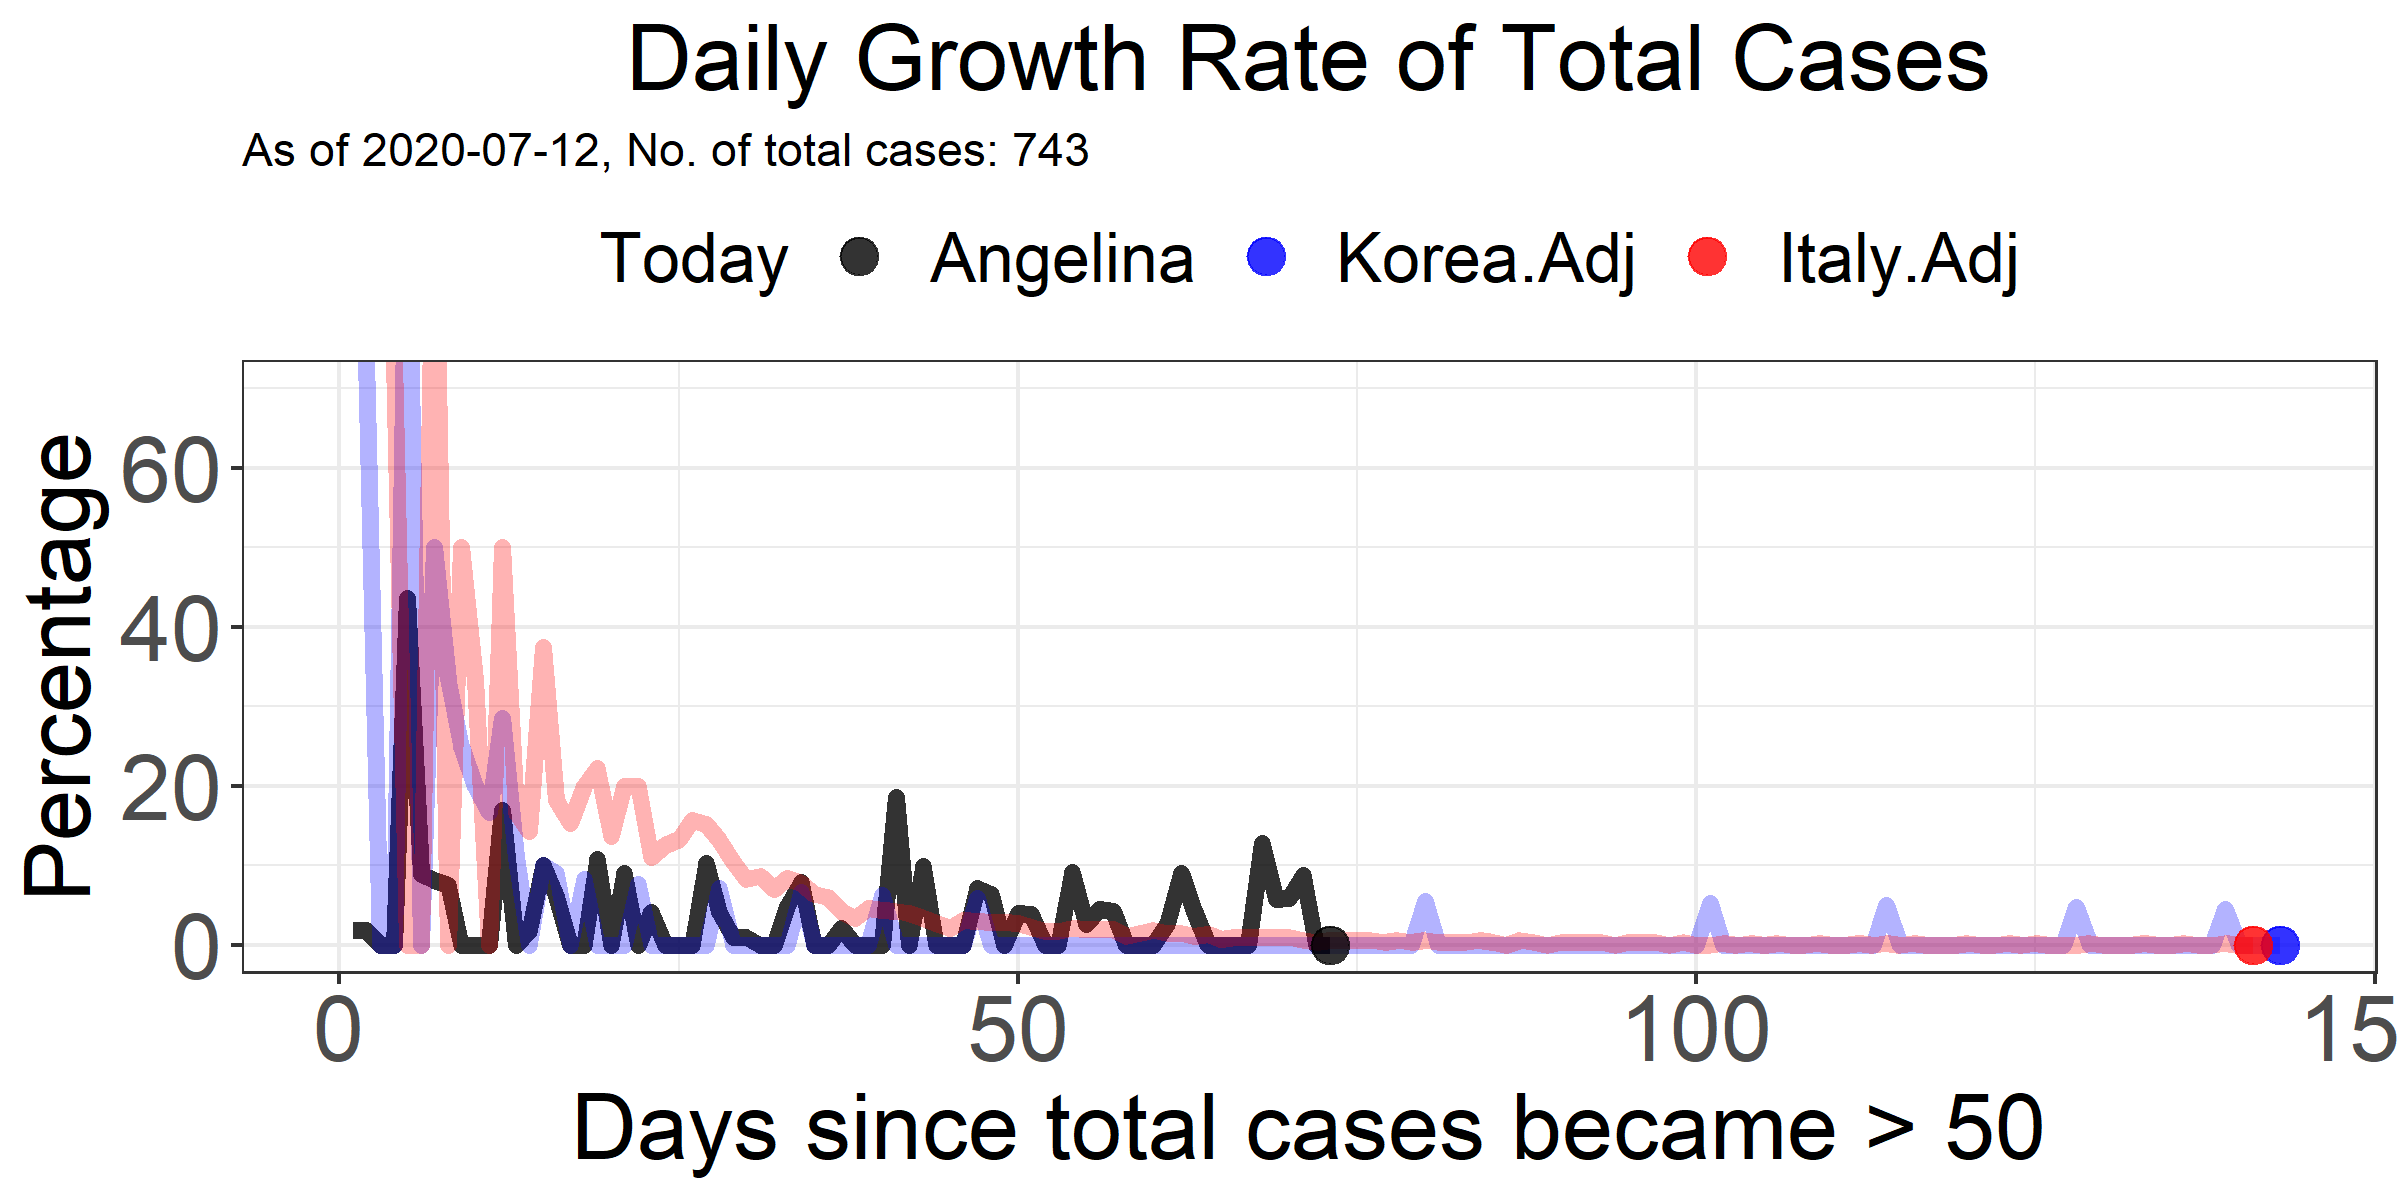 Daily Growth Rate of Total Cases
As of 2020-07-12, No. of total cases: 743
Today Angelina Korea.Adj Italy.Adj
Percentage
60
40
20
0
0 50 100 15
Days since total cases became > 50